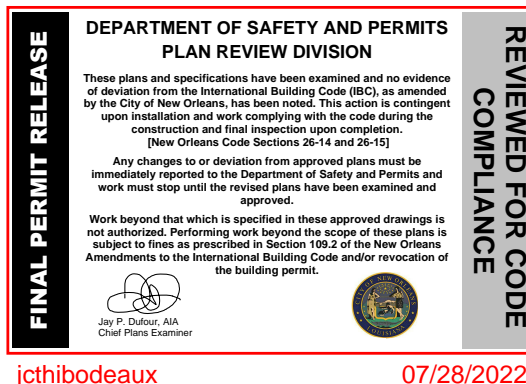 FINAL PERMIT RELEASE
DEPARTMENT OF SAFETY AND PERMITS
PLAN REVIEW DIVISION
These plans and specifications have been examined and no evidence
of deviation from the International Building Code (IBC), as amended
by the City of New Orleans, has been noted. This action is contingent
upon installation and work complying with the code during the
construction and final inspection upon completion.
[New Orleans Code Sections 26-14 and 26-15]
Any changes to or deviation from approved plans must be
immediately reported to the Department of Safety and Permits and
work must stop until the revised plans have been examined and
approved.
Work beyond that which is specified in these approved drawings is
not authorized. Performing work beyond the scope of these plans is
subject to fines as prescribed in Section 109.2 of the New Orleans
Amendments to the International Building Code and/or revocation of
the building permit.
Jay P. Dufour, AIA
Chief Plans Examiner
CITY OF NEW ORLEANS
LOUISIANA
REVIEWED FOR CODE
COMPLIANCE
jcthibodeaux
07/28/2022